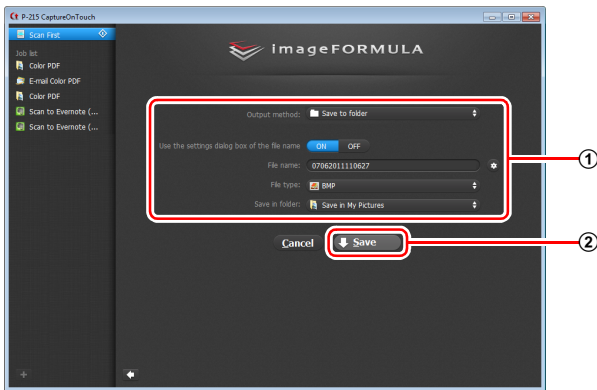 P-215 CaptureOnTouch
Scan First
Job list
Color PDF
E-mail Color PDF
Color PDF
Scan to Evernote (...
Scan to Evernote (...
imageFORMULA
Output method: Save to folder
Use the settings dialog box of the file name ON OFF
File name: 07062011110627
File type: BMP
Save in folder: Save in My Pictures
Cancel Save
1
2